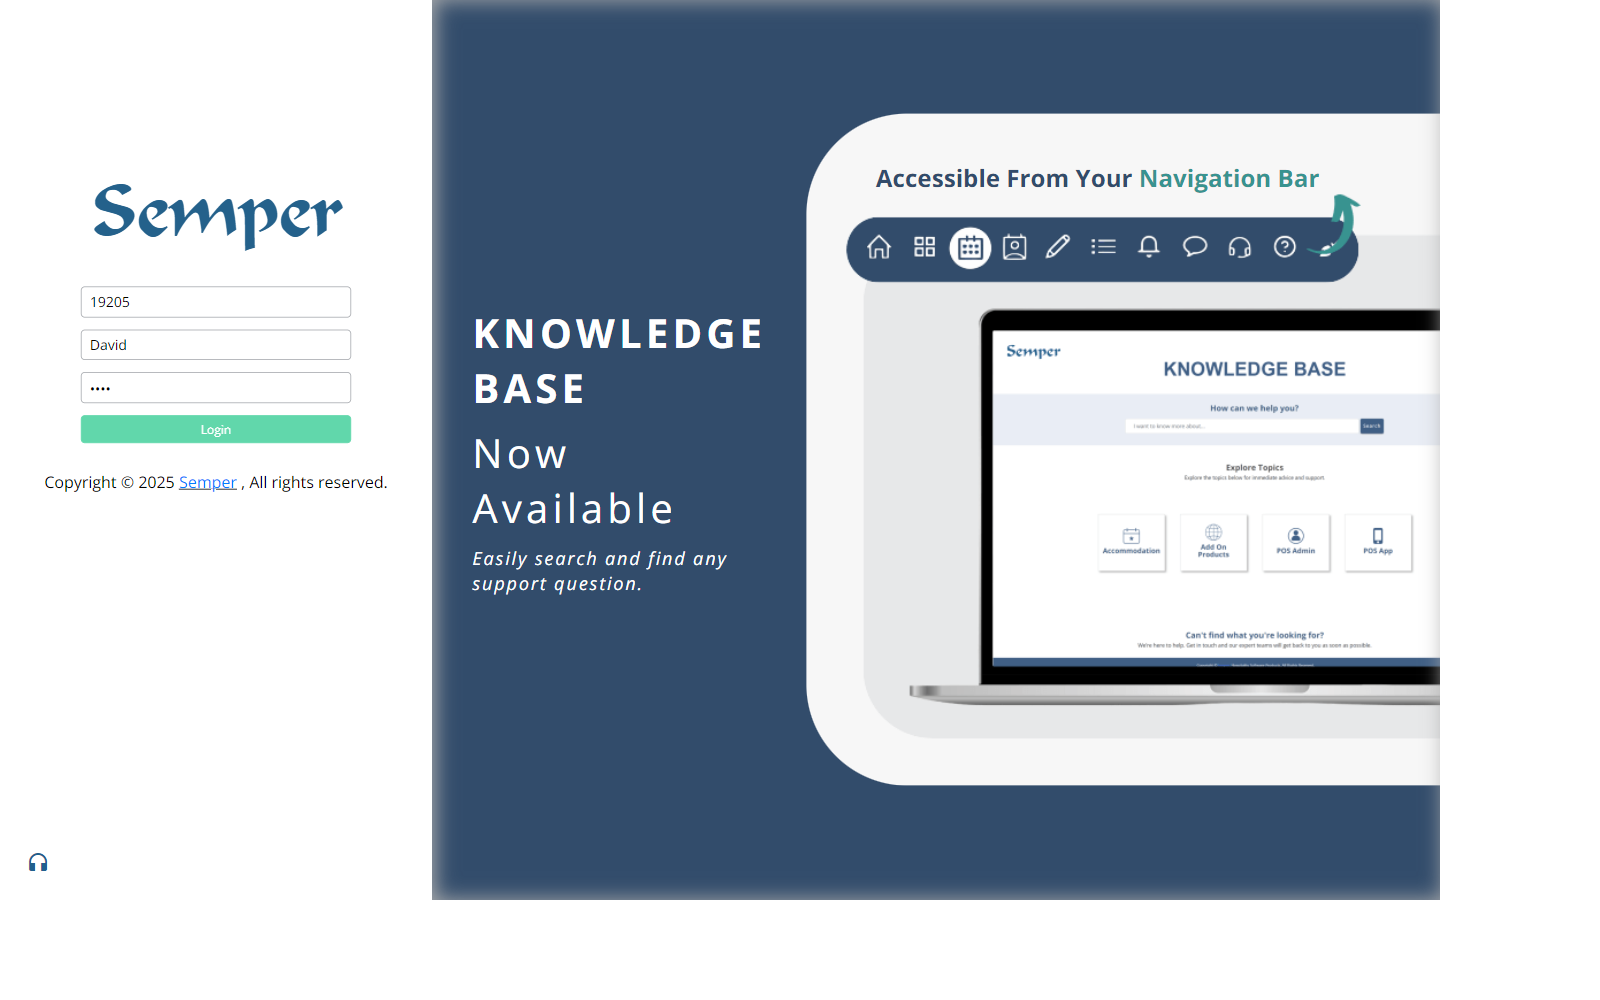 Semper
19205
David
••••
Login
Copyright © 2025 Semper , All rights reserved.
KNOWLEDGE
BASE
Now
Available
Easily search and find any
support question.
Accessible From Your Navigation Bar
Semper
KNOWLEDGE BASE
How can we help you?
I want to know more about...
Search
Explore Topics
Explore the topics below for immediate advice and support
Accommodation
Add On
Products
POS Admin
POS App
Can't find what you're looking for?
We're here to help. Get in touch and our expert teams will get back to you as soon as possible.